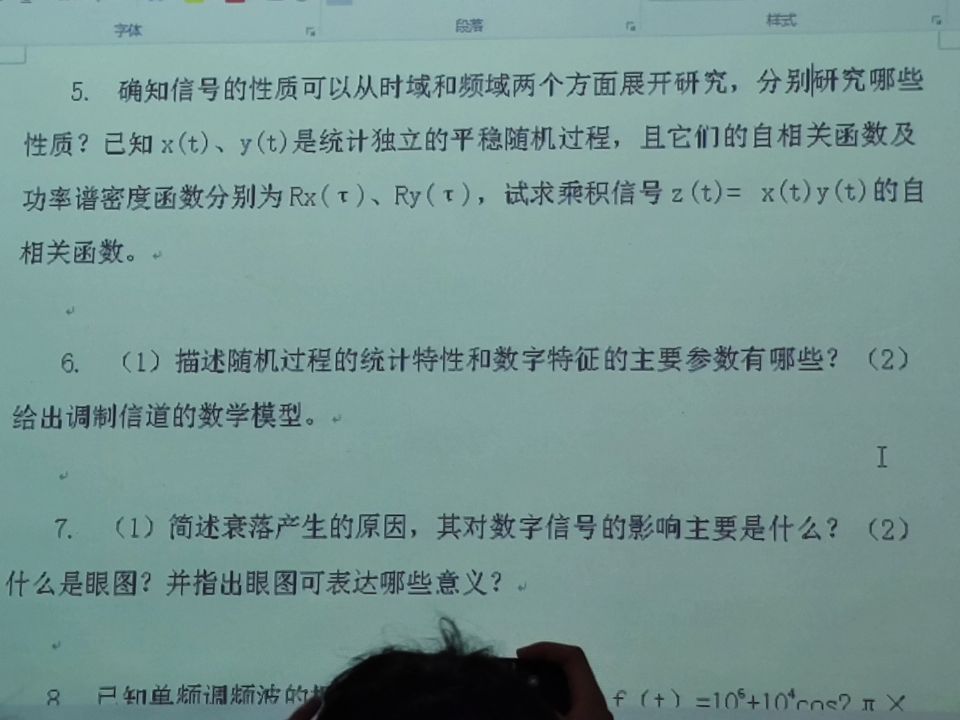 字体 段落 样式
5. 确知信号的性质可以从时域和频域两个方面展开研究，分别研究哪些
性质？已知 x(t)、y(t)是统计独立的平稳随机过程，且它们的自相关函数及
功率谱密度函数分别为 Rx(τ)、Ry(τ)，试求乘积信号 z(t)= x(t)y(t)的自
相关函数。
6. （1）描述随机过程的统计特性和数字特征的主要参数有哪些？（2）
给出调制信道的数学模型。
7. （1）简述衰落产生的原因，其对数字信号的影响主要是什么？（2）
什么是眼图？并指出眼图可表达哪些意义？
8 已知单频调频波的 f(t) =10⁶+10⁴cos2π×